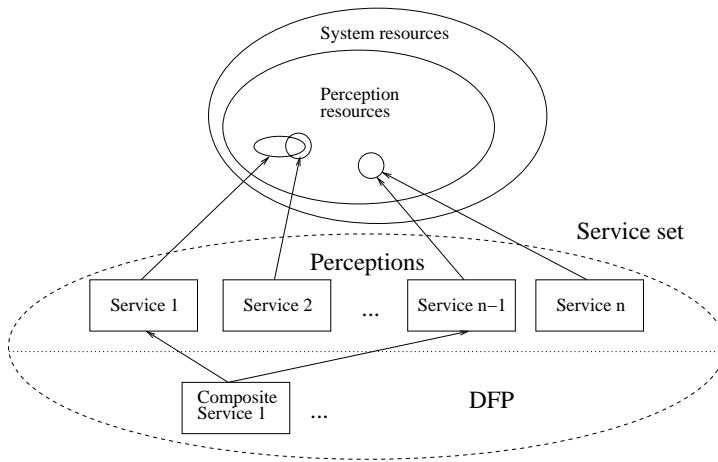 System resources
Perception
resources
Service set
Perceptions
Service 1
Service 2
...
Service n−1
Service n
Composite
Service 1
...
DFP